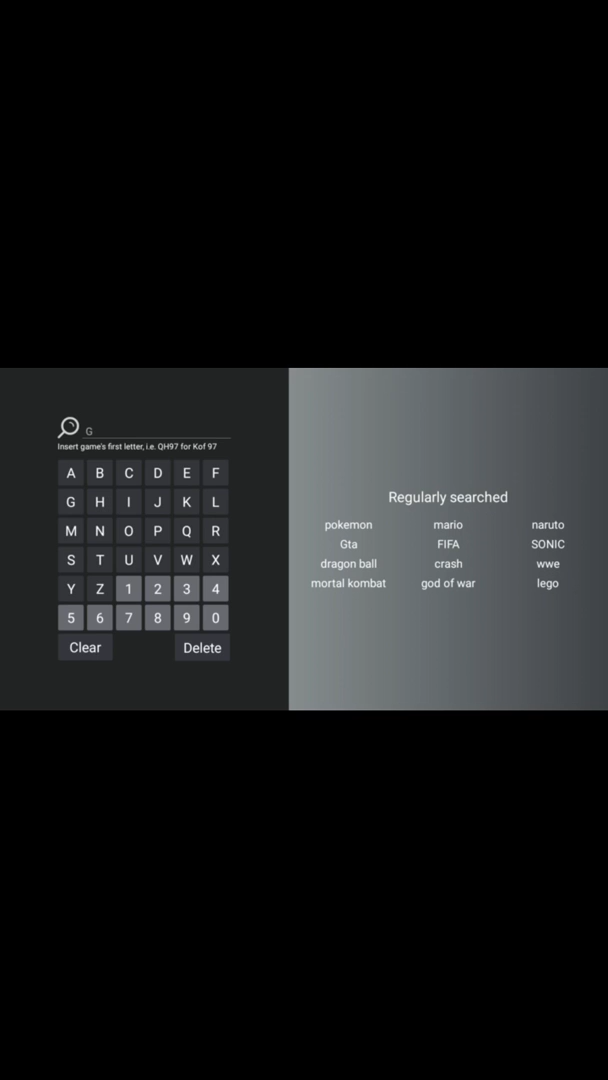 G
Insert game's first letter, i.e. QH97 for Kof 97
A B C D E F
G H I J K L
M N O P Q R
S T U V W X
Y Z 1 2 3 4
5 6 7 8 9 0
Clear Delete
Regularly searched
pokemon mario naruto
Gta FIFA SONIC
dragon ball crash wwe
mortal kombat god of war lego